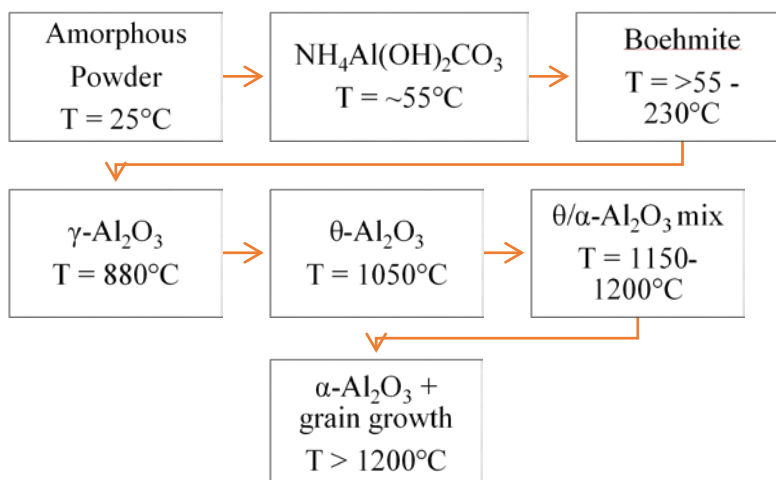 Amorphous
Powder
T = 25°C
NH₄Al(OH)₂CO₃
T = ~55°C
Boehmite
T = >55 -
230°C
γ-Al₂O₃
T = 880°C
θ-Al₂O₃
T = 1050°C
θ/α-Al₂O₃ mix
T = 1150-
1200°C
α-Al₂O₃ +
grain growth
T > 1200°C